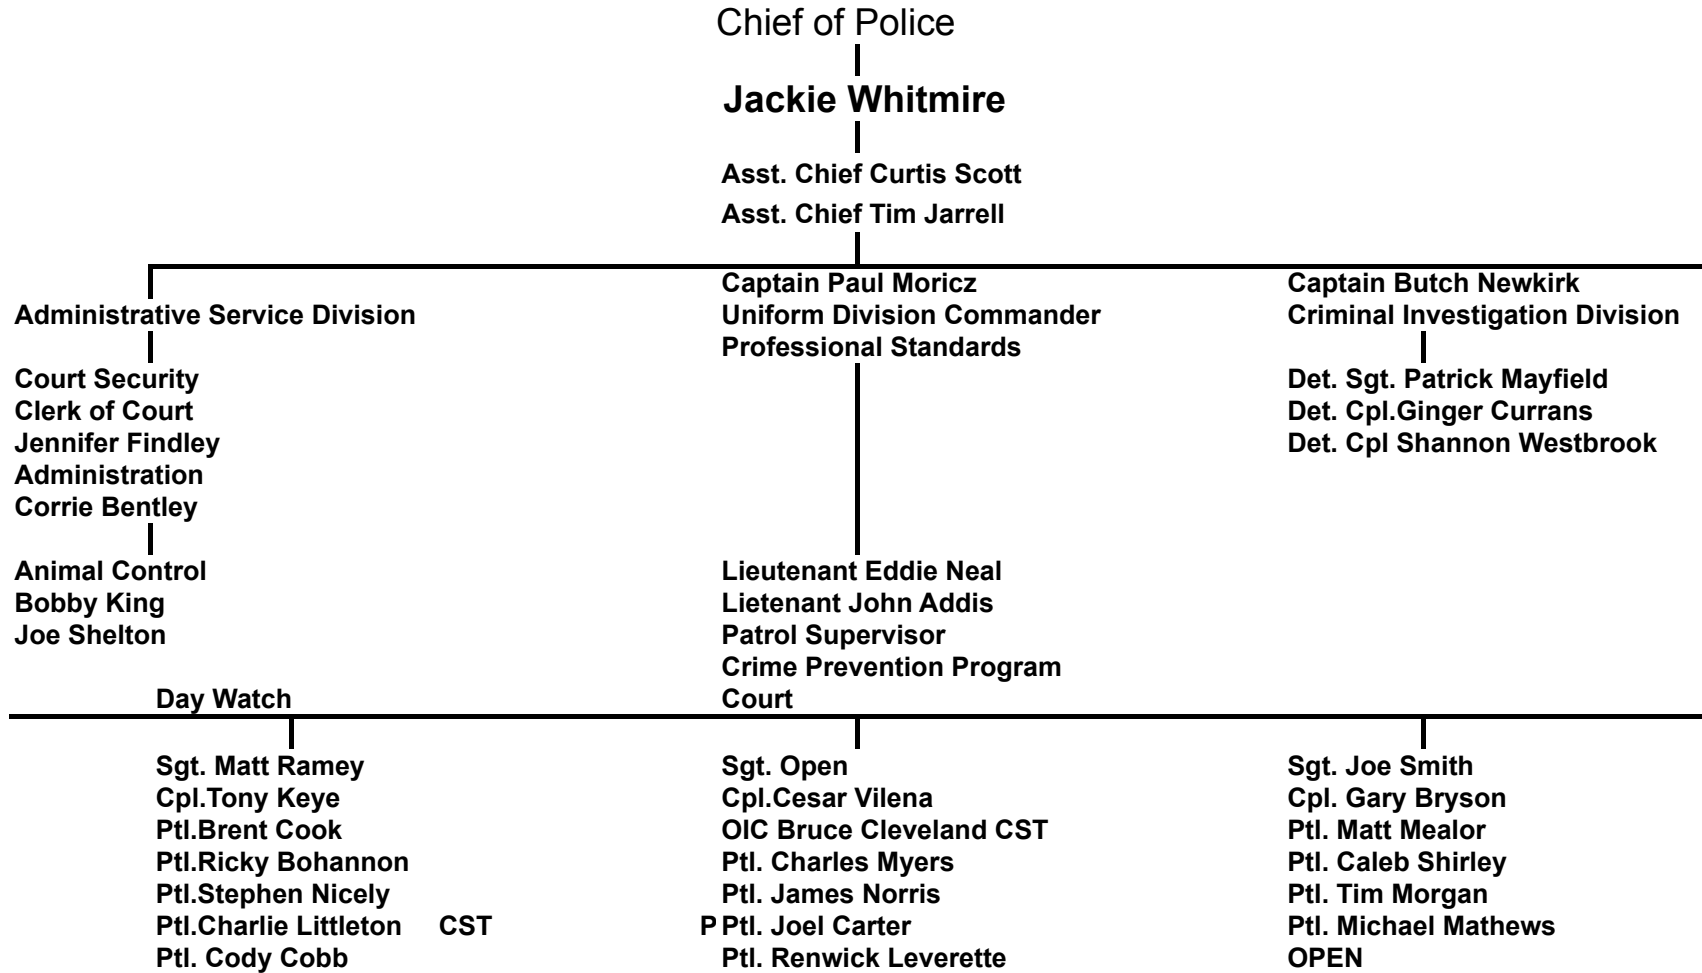 Chief of Police
Jackie Whitmire
Asst. Chief Curtis Scott
Asst. Chief Tim Jarrell
Administrative Service Division
Court Security
Clerk of Court
Jennifer Findley
Administration
Corrie Bentley
Animal Control
Bobby King
Joe Shelton
Captain Paul Moricz
Uniform Division Commander
Professional Standards
Lieutenant Eddie Neal
Lietenant John Addis
Patrol Supervisor
Crime Prevention Program
Court
Captain Butch Newkirk
Criminal Investigation Division
Det. Sgt. Patrick Mayfield
Det. Cpl.Ginger Currans
Det. Cpl Shannon Westbrook
Day Watch
Sgt. Matt Ramey
Cpl.Tony Keye
Ptl.Brent Cook
Ptl.Ricky Bohannon
Ptl.Stephen Nicely
Ptl.Charlie Littleton CST
Ptl. Cody Cobb
Sgt. Open
Cpl.Cesar Vilena
OIC Bruce Cleveland CST
Ptl. Charles Myers
Ptl. James Norris
P Ptl. Joel Carter
Ptl. Renwick Leverette
Sgt. Joe Smith
Cpl. Gary Bryson
Ptl. Matt Mealor
Ptl. Caleb Shirley
Ptl. Tim Morgan
Ptl. Michael Mathews
OPEN